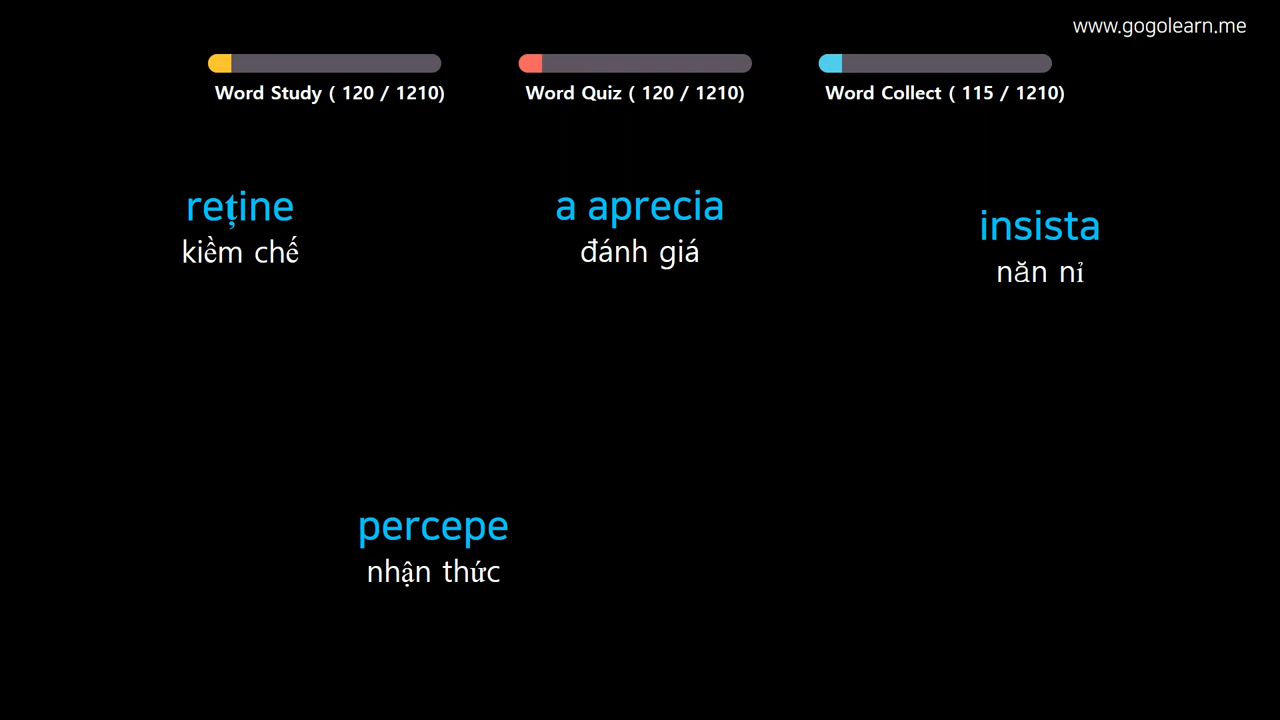 www.gogolearn.me
Word Study ( 120 / 1210)
Word Quiz ( 120 / 1210)
Word Collect ( 115 / 1210)
reține
kiềm chế
a aprecia
đánh giá
insista
năn nỉ
percepe
nhận thức